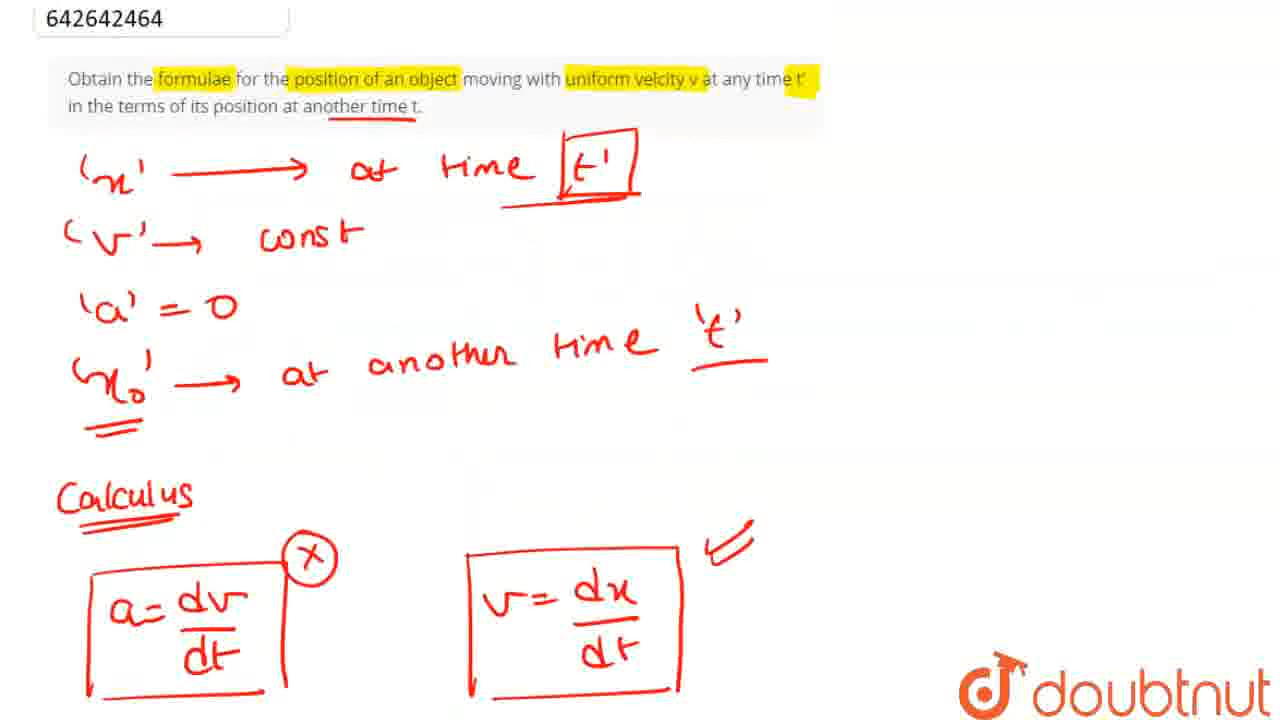 642642464
Obtain the formulae for the position of an object moving with uniform velcity v at any time t'
in the terms of its position at another time t.
'x' → at time t'
'v' → const
'a' = 0
'x₀' → at another time 't'
Calculus
a = dv/dt X
v = dx/dt
doubtnut